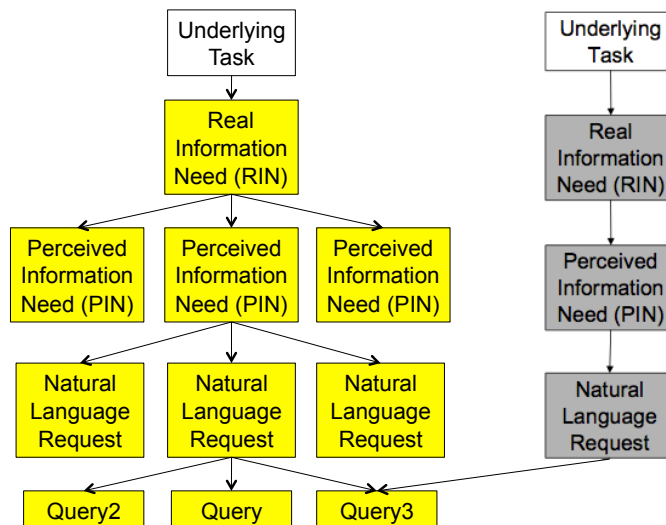 Underlying
Task
Underlying
Task
Real
Information
Need (RIN)
Real
Information
Need (RIN)
Perceived
Information
Need (PIN)
Perceived
Information
Need (PIN)
Perceived
Information
Need (PIN)
Perceived
Information
Need (PIN)
Natural
Language
Request
Natural
Language
Request
Natural
Language
Request
Natural
Language
Request
Query2
Query
Query3